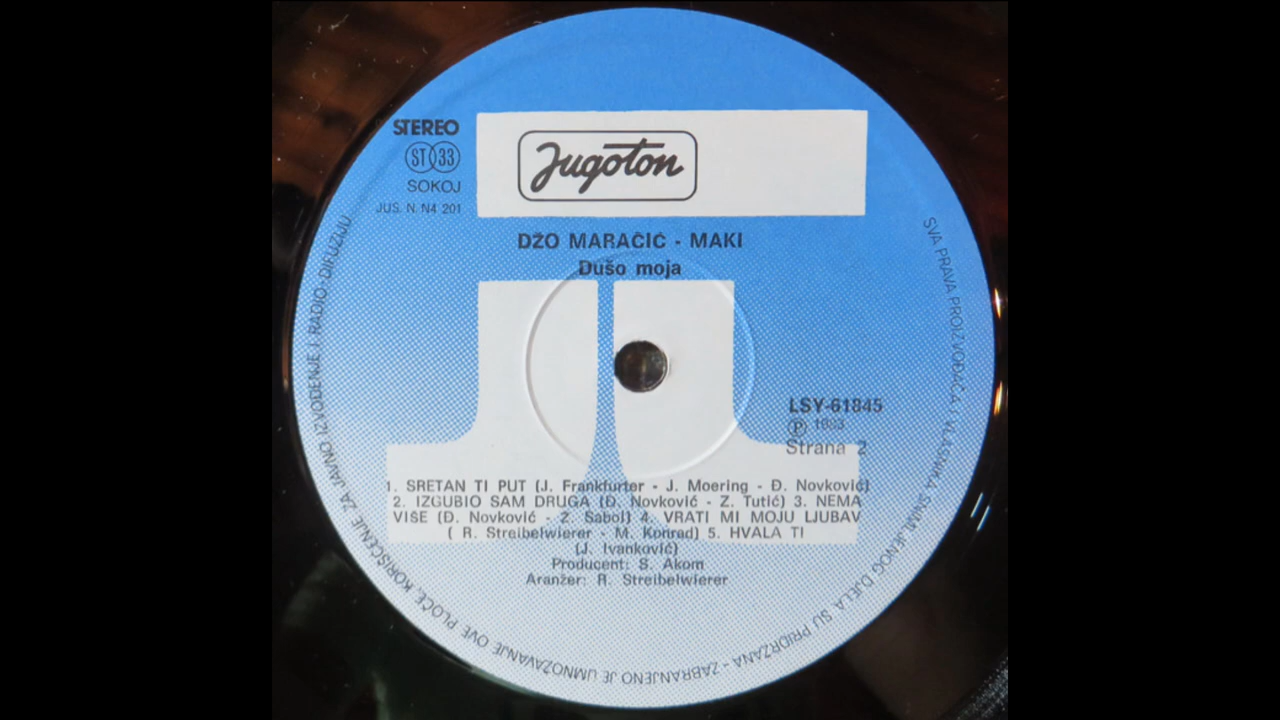 STEREO
ST 33
SOKOJ
JUS. N. N4 201
Jugoton
DŽO MARAČIĆ - MAKI
Dušo moja
LSY-61845
℗ 1983
Strana 2
1. SRETAN TI PUT (J. Frankfurter - J. Moering - Đ. Novković)
2. IZGUBIO SAM DRUGA (Đ. Novković - Z. Tutić) 3. NEMA
VIŠE (Đ. Novković - Z. Sabol) 4. VRATI MI MOJU LJUBAV
( R. Streibelwierer - M. Konrad) 5. HVALA TI
(J. Ivanković)
Producent: S. Akom
Aranžer: R. Streibelwierer
SVA PRAVA PROIZVOĐAČA I VLASNIKA SNIMLJENOG DJELA SU PRIDRŽANA - ZABRANJENO JE UMNOŽAVANJE OVE PLOČE, KORIŠĆENJE ZA JAVNO IZVOĐENJE I RADIO-DIFUZIJU